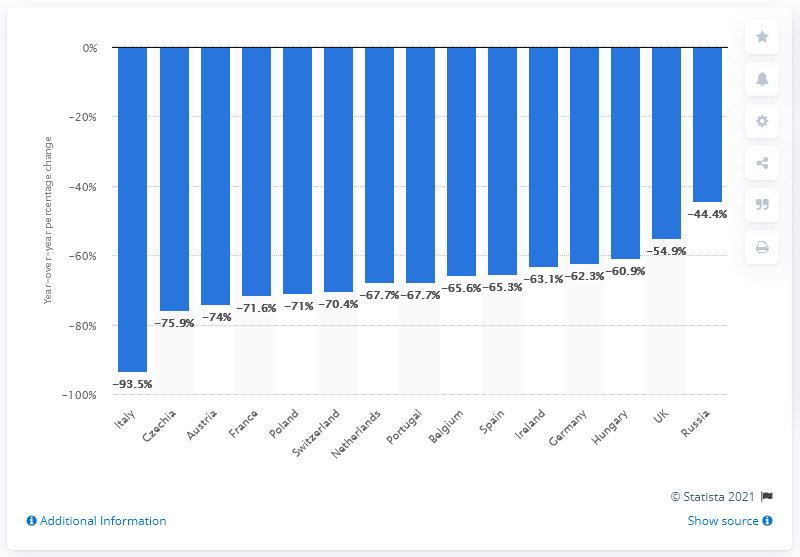 Year-over-year percentage change
0%
-20%
-40%
-60%
-80%
-100%
-93.5%
-75.9%
-74%
-71.6%
-71%
-70.4%
-67.7%
-67.7%
-65.6%
-65.3%
-63.1%
-62.3%
-60.9%
-54.9%
-44.4%
Italy
Czechia
Austria
France
Poland
Switzerland
Netherlands
Portugal
Belgium
Spain
Ireland
Germany
Hungary
UK
Russia
© Statista 2021
Additional Information
Show source